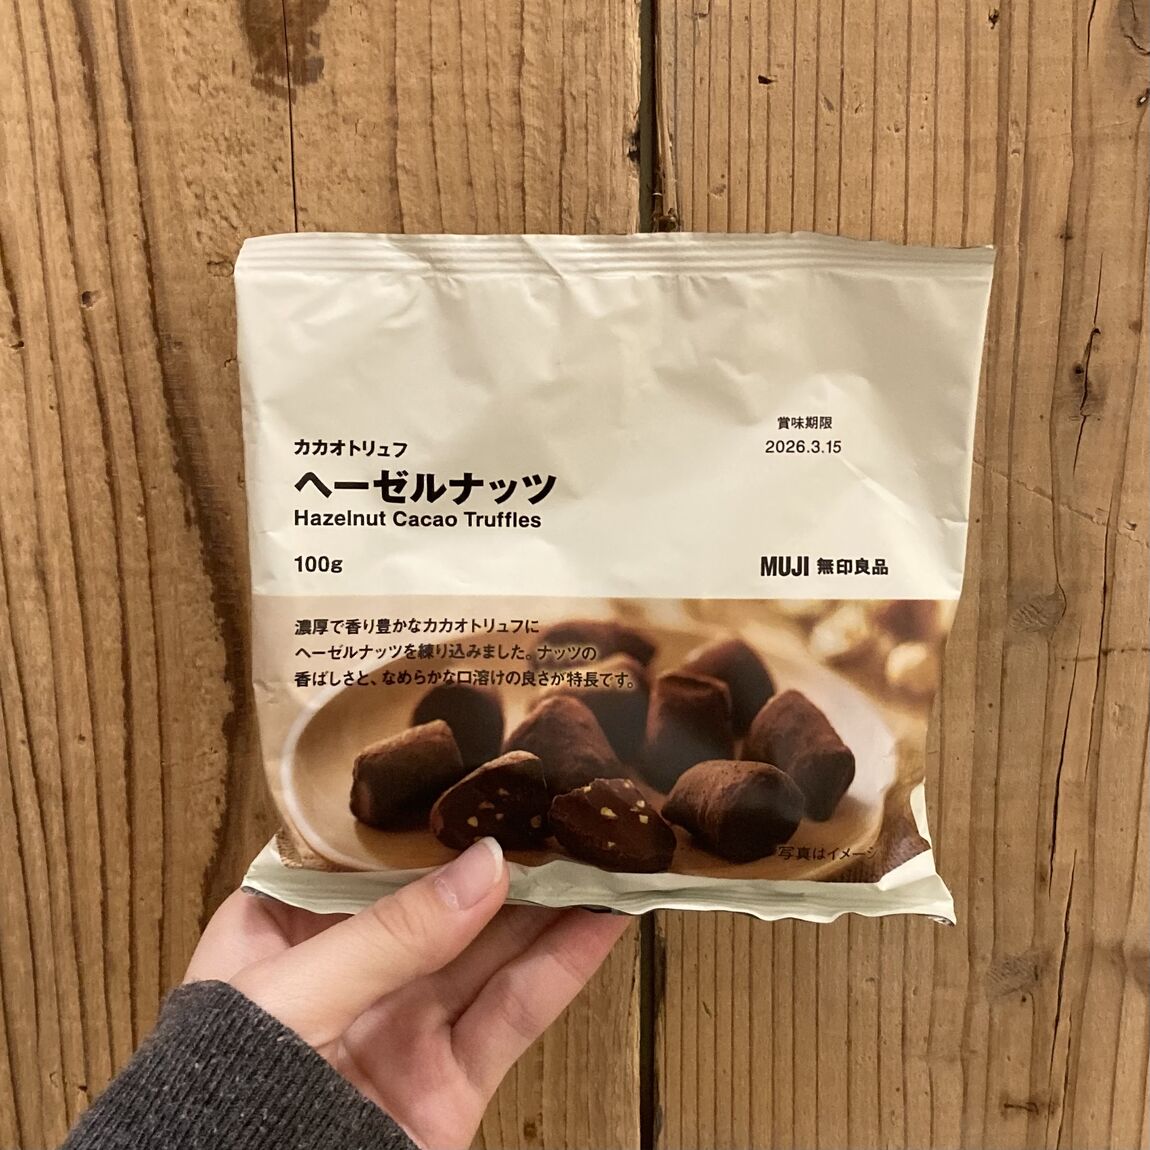 賞味期限
2026.3.15
カカオトリュフ
ヘーゼルナッツ
Hazelnut Cacao Truffles
100g
MUJI 無印良品
濃厚で香り豊かなカカオトリュフに
ヘーゼルナッツを練り込みました。ナッツの
香ばしさと、なめらかな口溶けの良さが特長です。
写真はイメージ